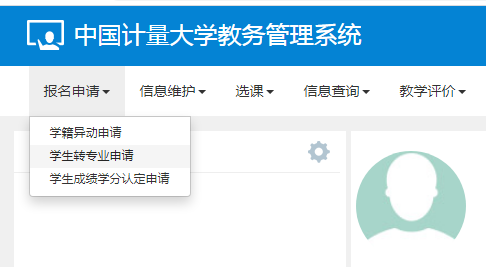 中国计量大学教务管理系统
报名申请 信息维护 选课 信息查询 教学评价
学籍异动申请
学生转专业申请
学生成绩学分认定申请